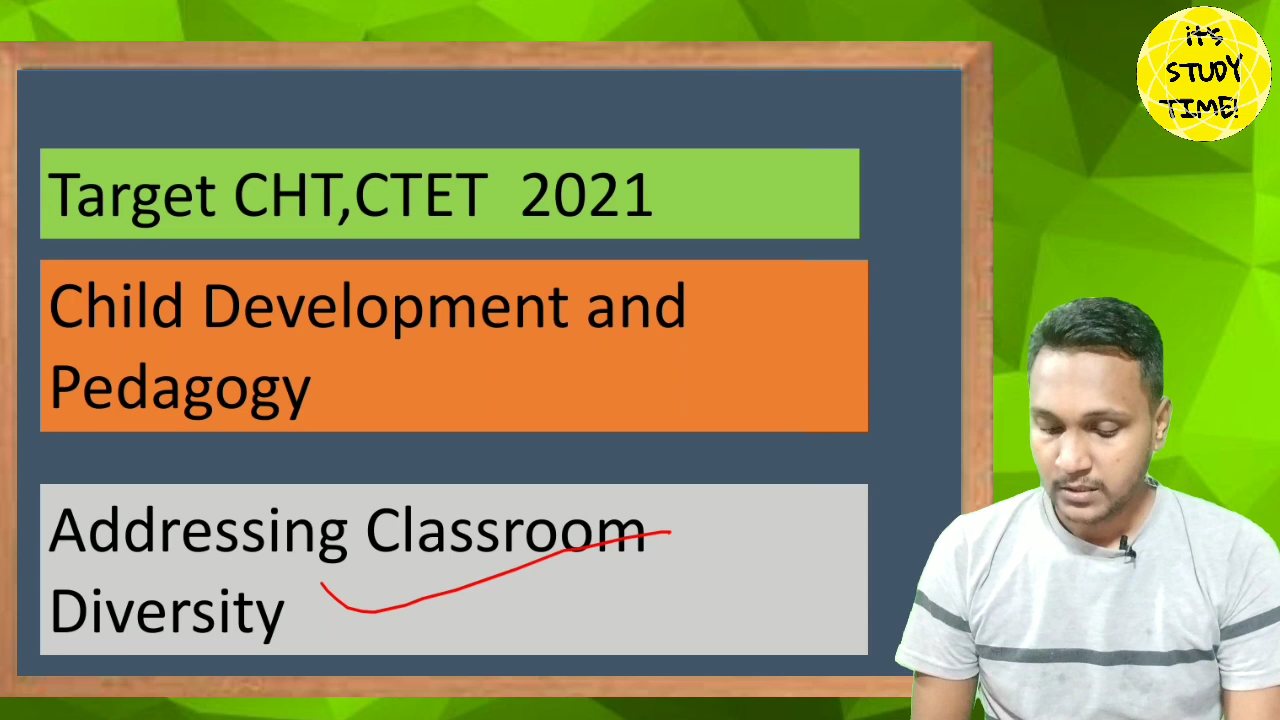 iT'S
STUDY
TIME!
Target CHT,CTET 2021
Child Development and
Pedagogy
Addressing Classroom
Diversity